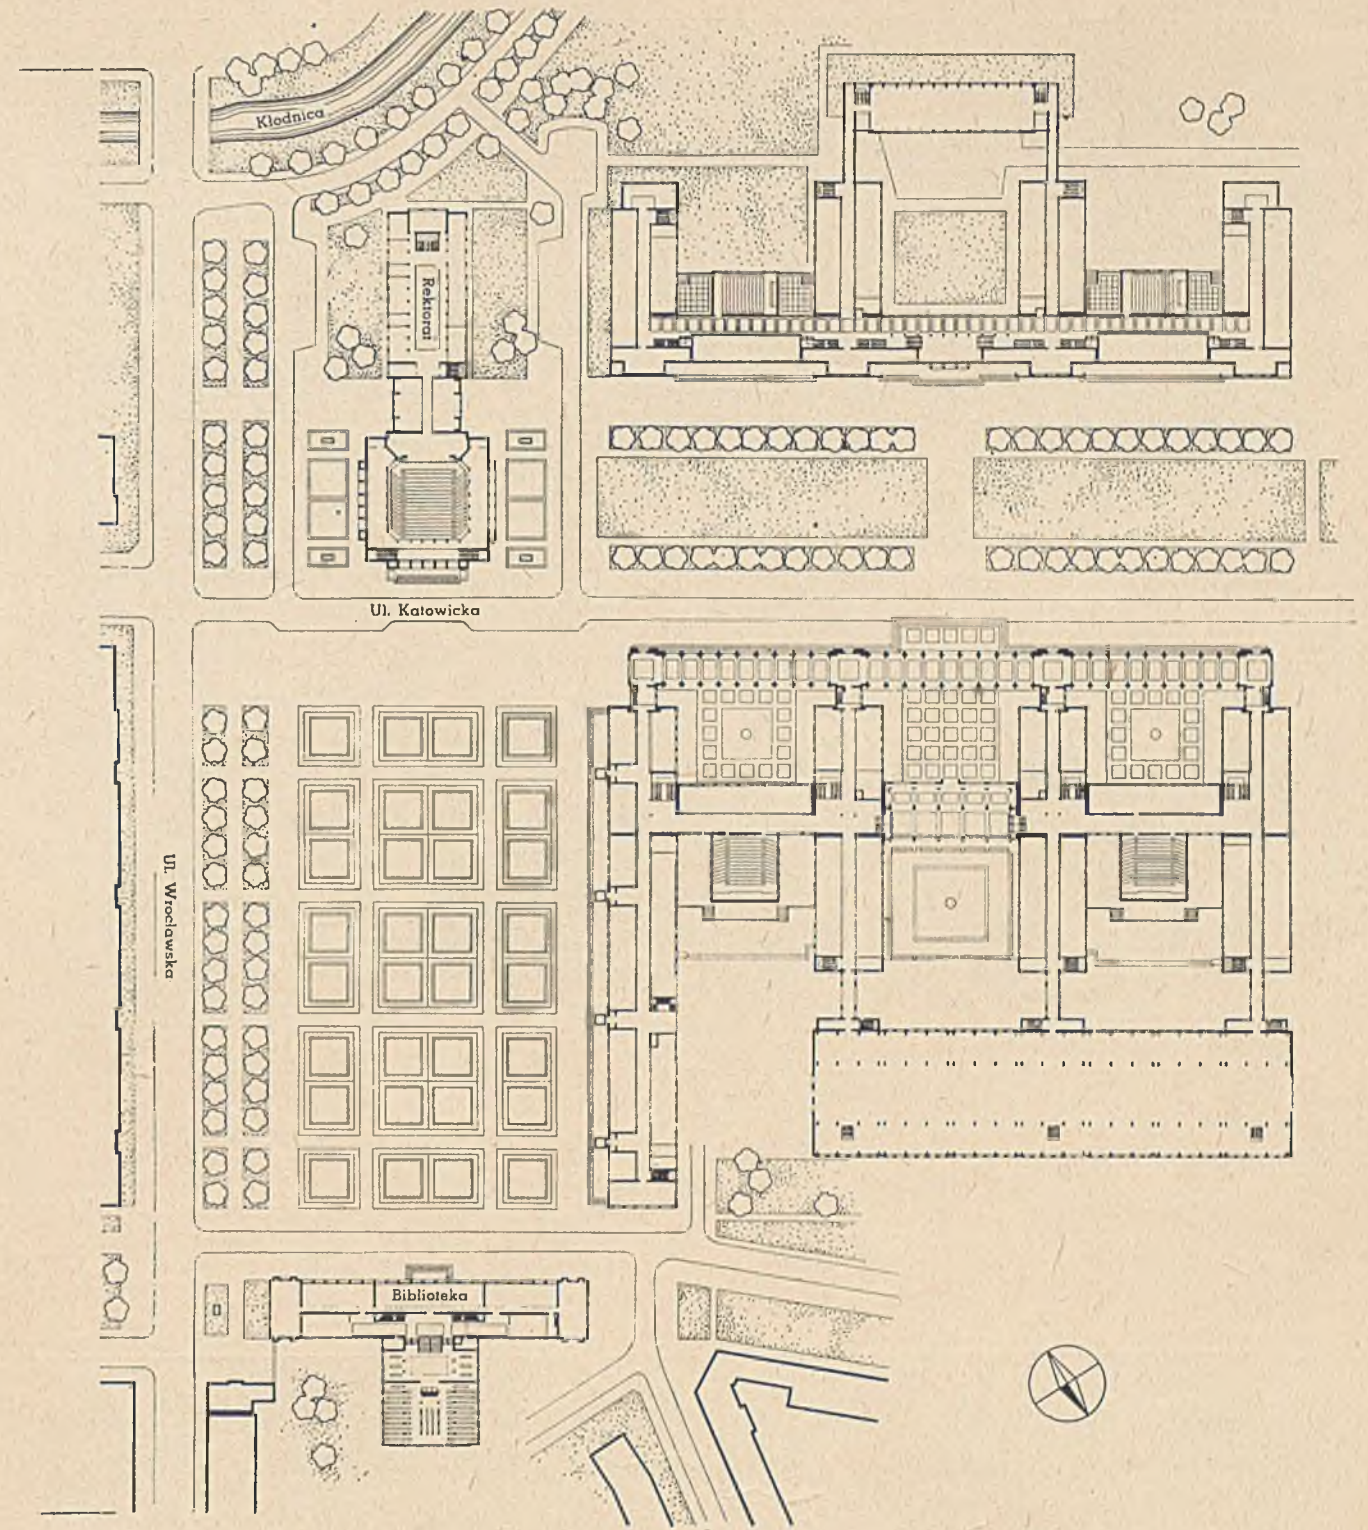 Kłodnica
Rektorat
Ul. Katowicka
Ul. Wrocławska
Biblioteka